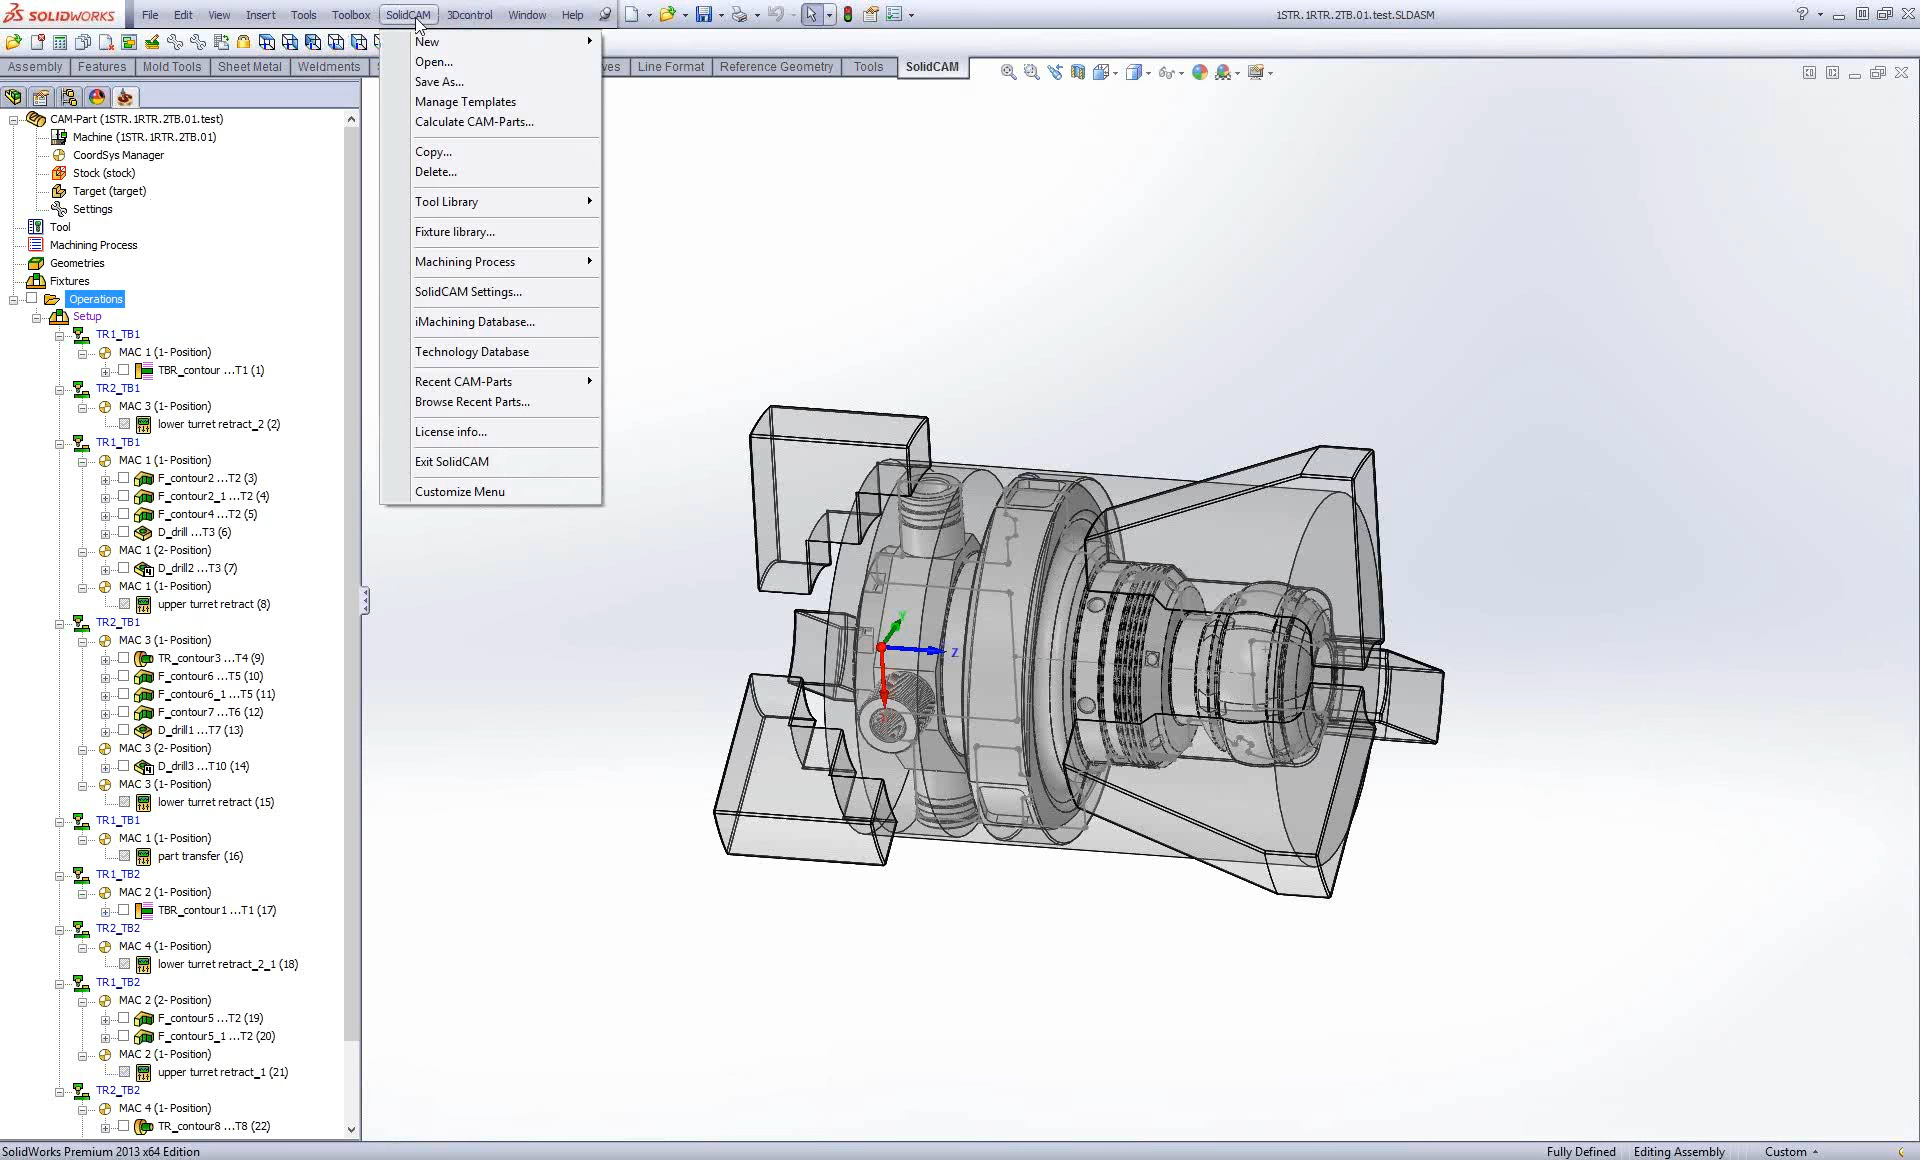 SOLIDWORKS File Edit View Insert Tools Toolbox SolidCAM 3Dcontrol Window Help 1STR.1RTR.2TB.01.test.SLDASM
Assembly Features Mold Tools Sheet Metal Weldments Line Format Reference Geometry Tools SolidCAM
New
Open...
Save As...
Manage Templates
Calculate CAM-Parts...
Copy...
Delete...
Tool Library
Fixture library...
Machining Process
SolidCAM Settings...
iMachining Database...
Technology Database
Recent CAM-Parts
Browse Recent Parts...
License info...
Exit SolidCAM
Customize Menu
CAM-Part (1STR.1RTR.2TB.01.test)
Machine (1STR.1RTR.2TB.01)
CoordSys Manager
Stock (stock)
Target (target)
Settings
Tool
Machining Process
Geometries
Fixtures
Operations
Setup
TR1_TB1
MAC 1 (1- Position)
TBR_contour ...T1 (1)
TR2_TB1
MAC 3 (1- Position)
lower turret retract_2 (2)
TR1_TB1
MAC 1 (1- Position)
F_contour2 ...T2 (3)
F_contour2_1 ...T2 (4)
F_contour4 ...T2 (5)
D_drill ...T3 (6)
MAC 1 (2- Position)
D_drill2 ...T3 (7)
MAC 1 (1- Position)
upper turret retract (8)
TR2_TB1
MAC 3 (1- Position)
TR_contour3 ...T4 (9)
F_contour6 ...T5 (10)
F_contour6_1 ...T5 (11)
F_contour7 ...T6 (12)
D_drill1 ...T7 (13)
MAC 3 (2- Position)
D_drill3 ...T10 (14)
MAC 3 (1- Position)
lower turret retract (15)
TR1_TB1
MAC 1 (1- Position)
part transfer (16)
TR1_TB2
MAC 2 (1- Position)
TBR_contour1 ...T1 (17)
TR2_TB2
MAC 4 (1- Position)
lower turret retract_2_1 (18)
TR1_TB2
MAC 2 (2- Position)
F_contour5 ...T2 (19)
F_contour5_1 ...T2 (20)
MAC 2 (1- Position)
upper turret retract_1 (21)
TR2_TB2
MAC 4 (1- Position)
TR_contour8 ...T8 (22)
Z
SolidWorks Premium 2013 x64 Edition Fully Defined Editing Assembly Custom